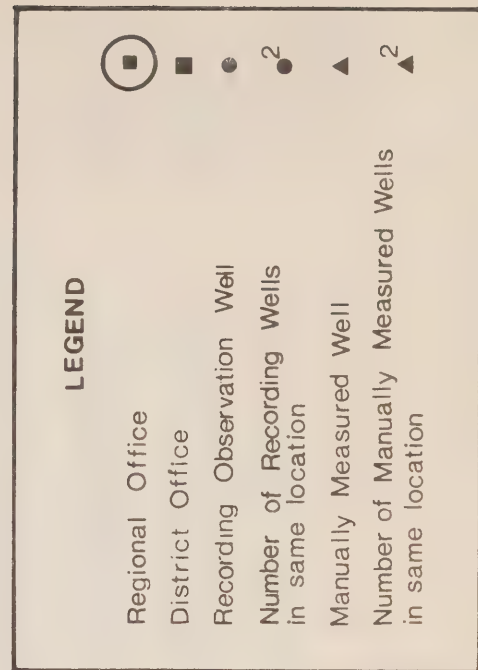 LEGEND
Regional Office
District Office
Recording Observation Well
Number of Recording Wells 2
in same location
Manually Measured Well
Number of Manually Measured Wells 2
in same location